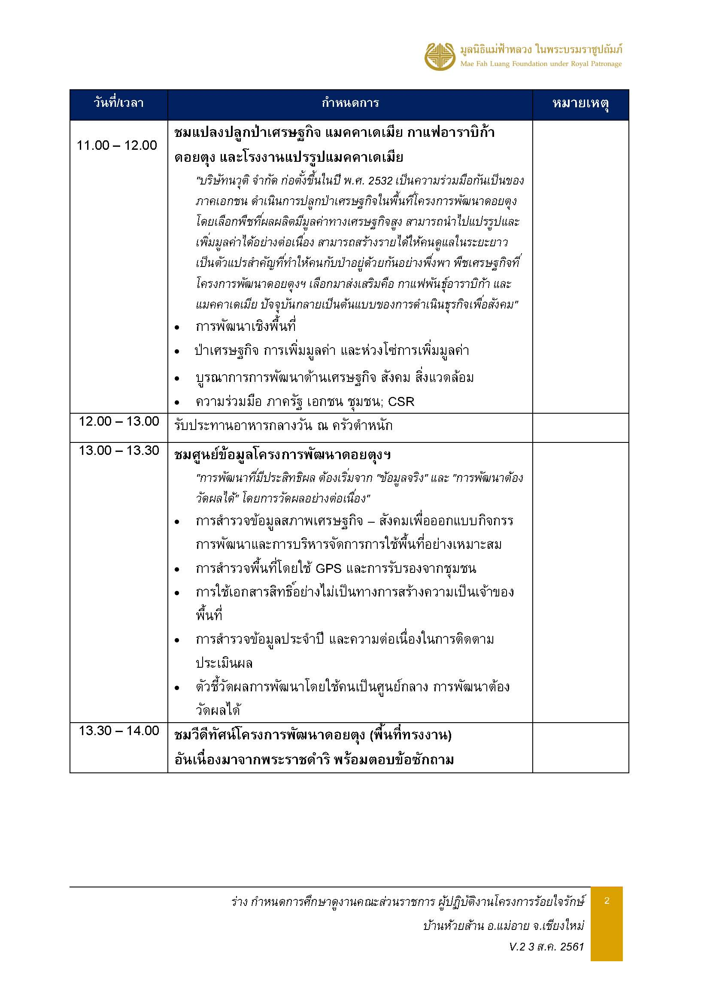 มูลนิธิแม่ฟ้าหลวง ในพระบรมราชูปถัมภ์
Mae Fah Luang Foundation under Royal Patronage
วันที่/เวลา กำหนดการ หมายเหตุ
11.00 – 12.00
ชมแปลงปลูกป่าเศรษฐกิจ แมคคาเดเมีย กาแฟอาราบิก้า
ดอยตุง และโรงงานแปรรูปแมคคาเดเมีย
"บริษัทนวุติ จำกัด ก่อตั้งขึ้นในปี พ.ศ. 2532 เป็นความร่วมมือกันเป็นของ
ภาคเอกชน ดำเนินการปลูกป่าเศรษฐกิจในพื้นที่โครงการพัฒนาดอยตุง
โดยเลือกพืชที่ผลผลิตมีมูลค่าทางเศรษฐกิจสูง สามารถนำไปแปรรูปและ
เพิ่มมูลค่าได้อย่างต่อเนื่อง สามารถสร้างรายได้ให้คนดูแลในระยะยาว
เป็นตัวแปรสำคัญที่ทำให้คนกับป่าอยู่ด้วยกันอย่างพึ่งพา พืชเศรษฐกิจที่
โครงการพัฒนาดอยตุงฯ เลือกมาส่งเสริมคือ กาแฟพันธุ์อาราบิก้า และ
แมคคาเดเมีย ปัจจุบันกลายเป็นต้นแบบของการดำเนินธุรกิจเพื่อสังคม"
• การพัฒนาเชิงพื้นที่
• ป่าเศรษฐกิจ การเพิ่มมูลค่า และห่วงโซ่การเพิ่มมูลค่า
• บูรณาการการพัฒนาด้านเศรษฐกิจ สังคม สิ่งแวดล้อม
• ความร่วมมือ ภาครัฐ เอกชน ชุมชน; CSR
12.00 – 13.00 รับประทานอาหารกลางวัน ณ ครัวตำหนัก
13.00 – 13.30 ชมศูนย์ข้อมูลโครงการพัฒนาดอยตุงฯ
"การพัฒนาที่มีประสิทธิผล ต้องเริ่มจาก "ข้อมูลจริง" และ "การพัฒนาต้อง
วัดผลได้" โดยการวัดผลอย่างต่อเนื่อง"
• การสำรวจข้อมูลสภาพเศรษฐกิจ – สังคมเพื่อออกแบบกิจกรร
การพัฒนาและการบริหารจัดการการใช้พื้นที่อย่างเหมาะสม
• การสำรวจพื้นที่โดยใช้ GPS และการรับรองจากชุมชน
• การใช้เอกสารสิทธิ์อย่างไม่เป็นทางการสร้างความเป็นเจ้าของ
พื้นที่
• การสำรวจข้อมูลประจำปี และความต่อเนื่องในการติดตาม
ประเมินผล
• ตัวชี้วัดผลการพัฒนาโดยใช้คนเป็นศูนย์กลาง การพัฒนาต้อง
วัดผลได้
13.30 – 14.00 ชมวีดีทัศน์โครงการพัฒนาดอยตุง (พื้นที่ทรงงาน)
อันเนื่องมาจากพระราชดำริ พร้อมตอบข้อซักถาม
ร่าง กำหนดการศึกษาดูงานคณะส่วนราชการ ผู้ปฏิบัติงานโครงการร้อยใจรักษ์ 2
บ้านห้วยส้าน อ.แม่อาย จ.เชียงใหม่
V.2 3 ส.ค. 2561